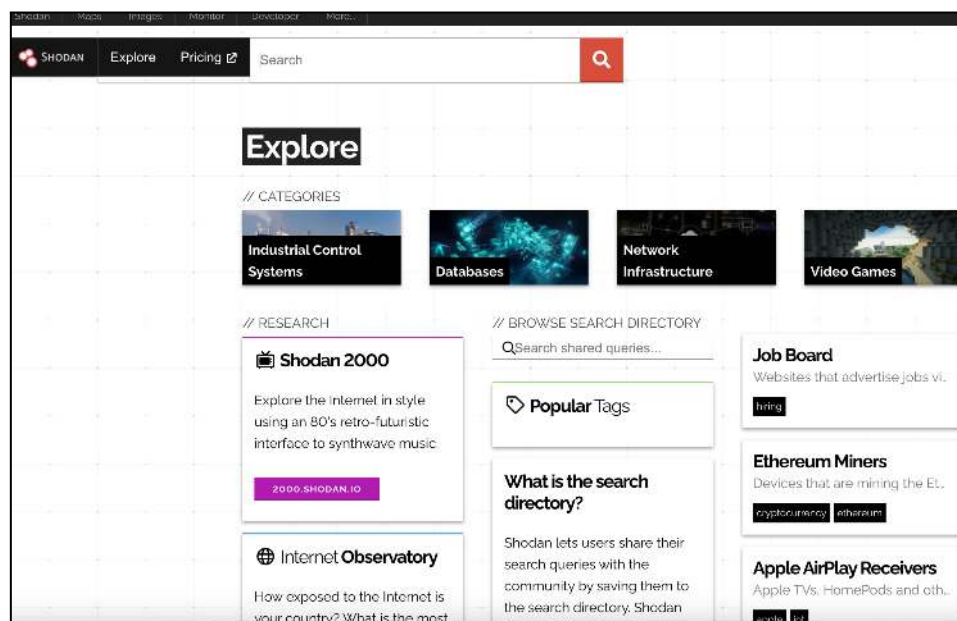 Shodan Maps Images Monitor Developer More...
SHODAN Explore Pricing Search
Explore
// CATEGORIES
Industrial Control
Systems
Databases
Network
Infrastructure
Video Games
// RESEARCH
Shodan 2000
Explore the Internet in style
using an 80's retro-futuristic
interface to synthwave music
2000.SHODAN.IO
Internet Observatory
How exposed to the Internet is
your country? What is the most
// BROWSE SEARCH DIRECTORY
Search shared queries...
Popular Tags
What is the search
directory?
Shodan lets users share their
search queries with the
community by saving them to
the search directory. Shodan
Job Board
Websites that advertise jobs vi..
hiring
Ethereum Miners
Devices that are mining the Et..
cryptocurrency ethereum
Apple AirPlay Receivers
Apple TVs, HomePods and oth..
apple iot